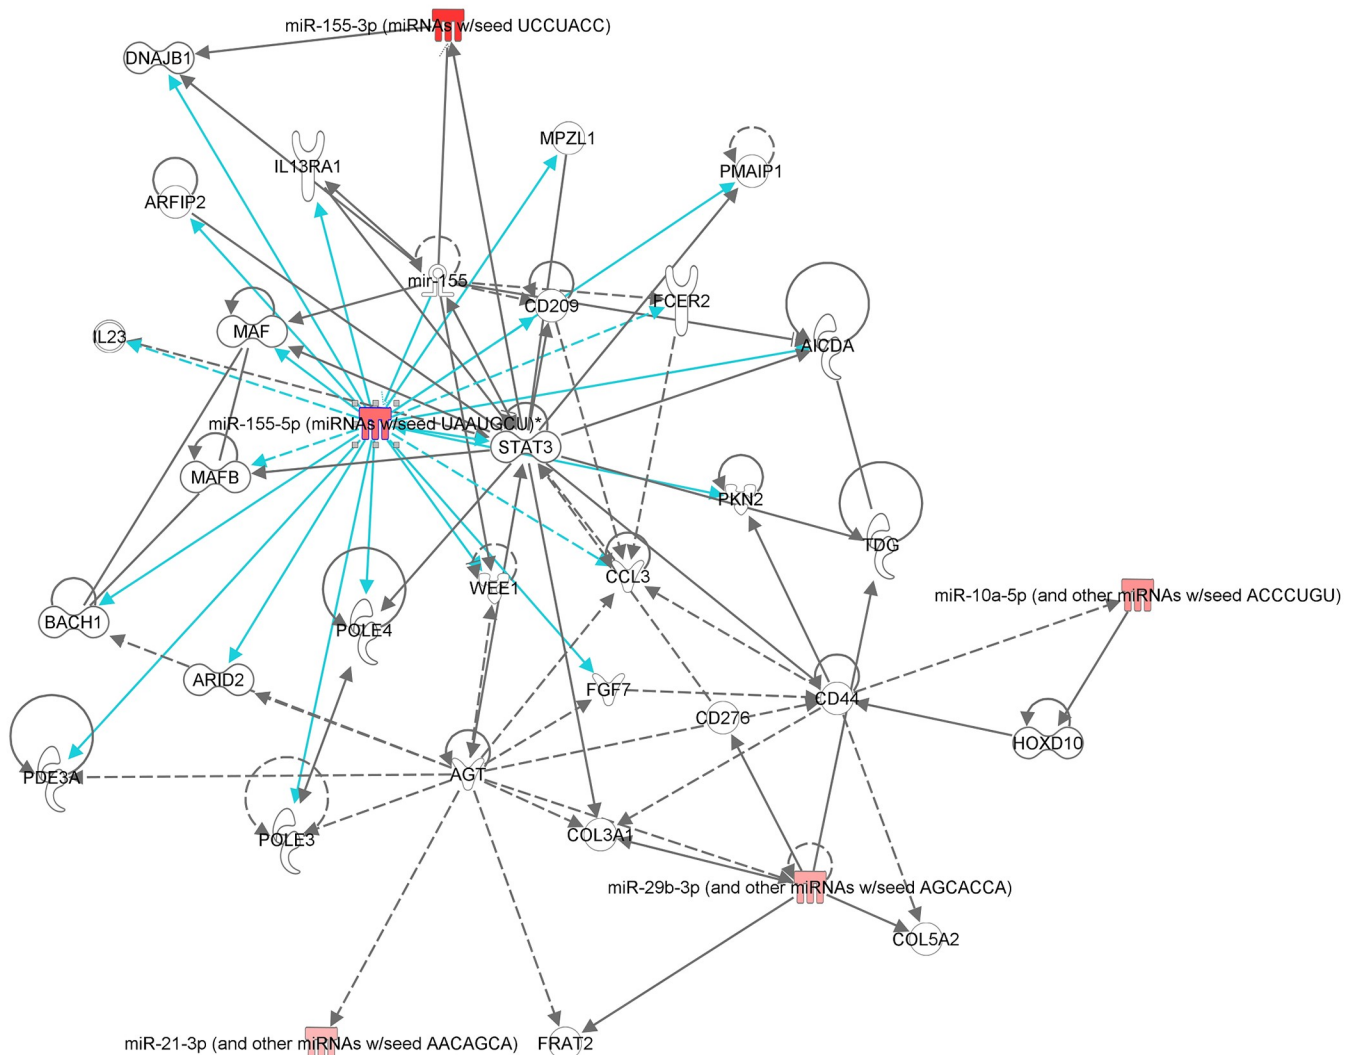 miR-155-3p (miRNAs w/seed UCCUACC)
DNAJB1
MPZL1
IL13RA1
PMAIP1
ARFIP2
mir-155
FCER2
CD209
IL23
MAF
AICDA
miR-155-5p (miRNAs w/seed UAAUGCU)*
STAT3
MAFB
PKN2
TDG
CCL3
WEE1
miR-10a-5p (and other miRNAs w/seed ACCCUGU)
BACH1
POLE4
ARID2
FGF7
CD44
CD276
HOXD10
PDE3A
AGT
COL3A1
POLE3
miR-29b-3p (and other miRNAs w/seed AGCACCA)
COL5A2
miR-21-3p (and other miRNAs w/seed AACAGCA)
FRAT2